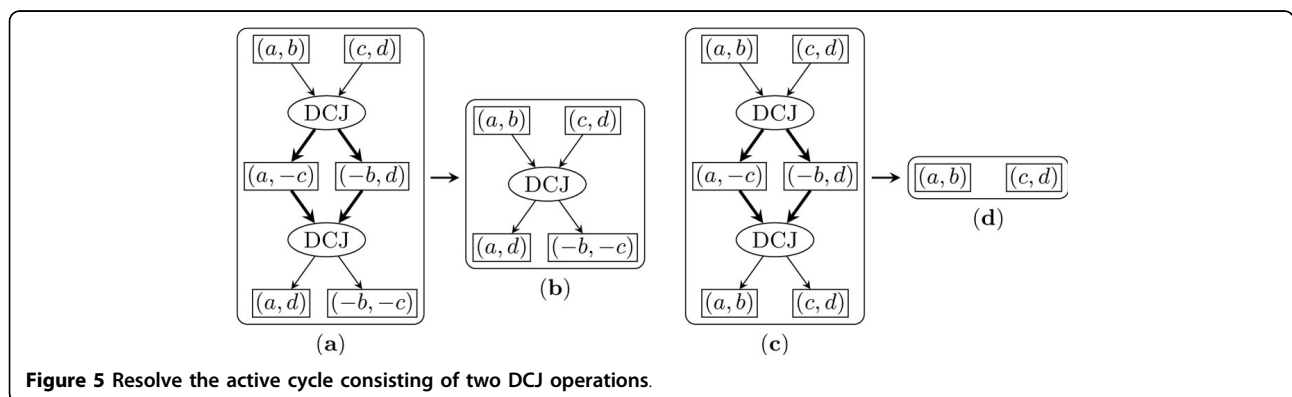 (a, b) (c, d)
DCJ
(a, −c) (−b, d)
DCJ
(a, d) (−b, −c)
(a)
(a, b) (c, d)
DCJ
(a, d) (−b, −c)
(b)
(a, b) (c, d)
DCJ
(a, −c) (−b, d)
DCJ
(a, b) (c, d)
(c)
(a, b) (c, d)
(d)
Figure 5 Resolve the active cycle consisting of two DCJ operations.